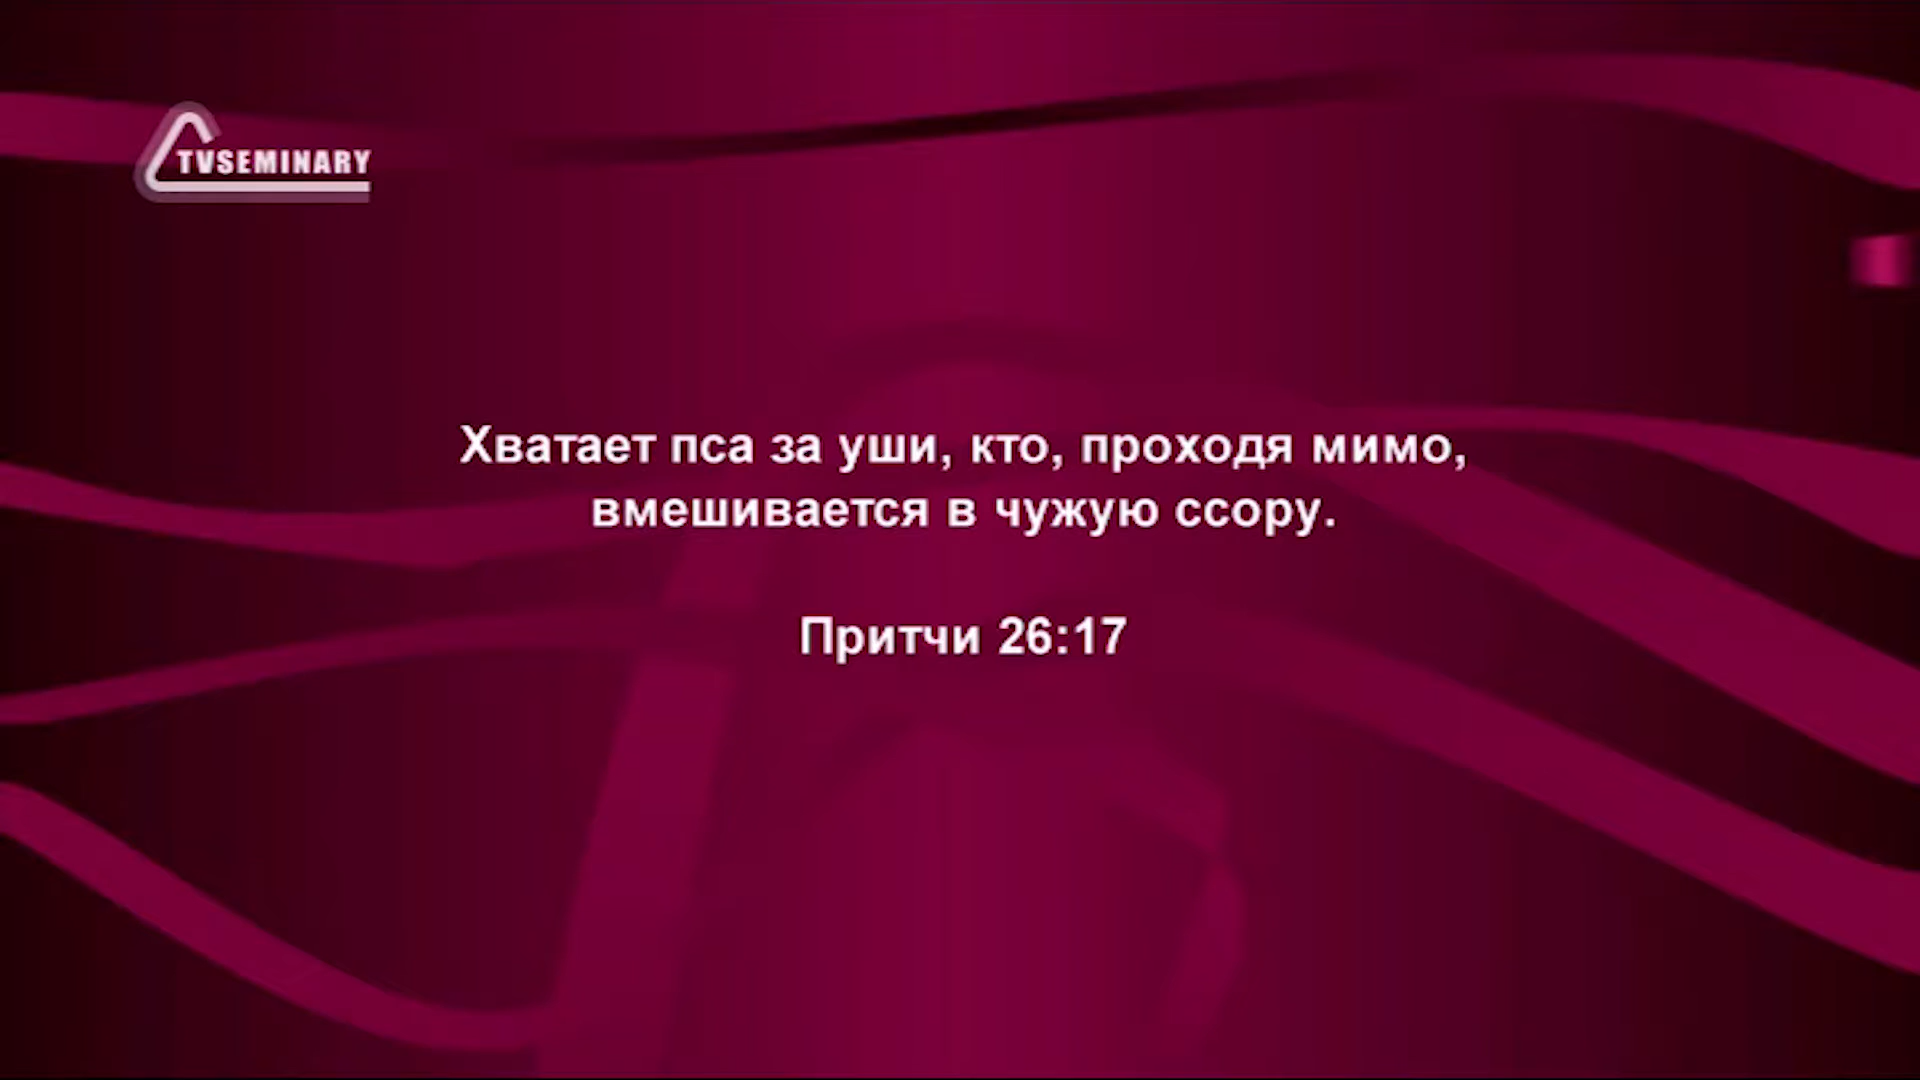 TVSEMINARY
Хватает пса за уши, кто, проходя мимо,
вмешивается в чужую ссору.
Притчи 26:17